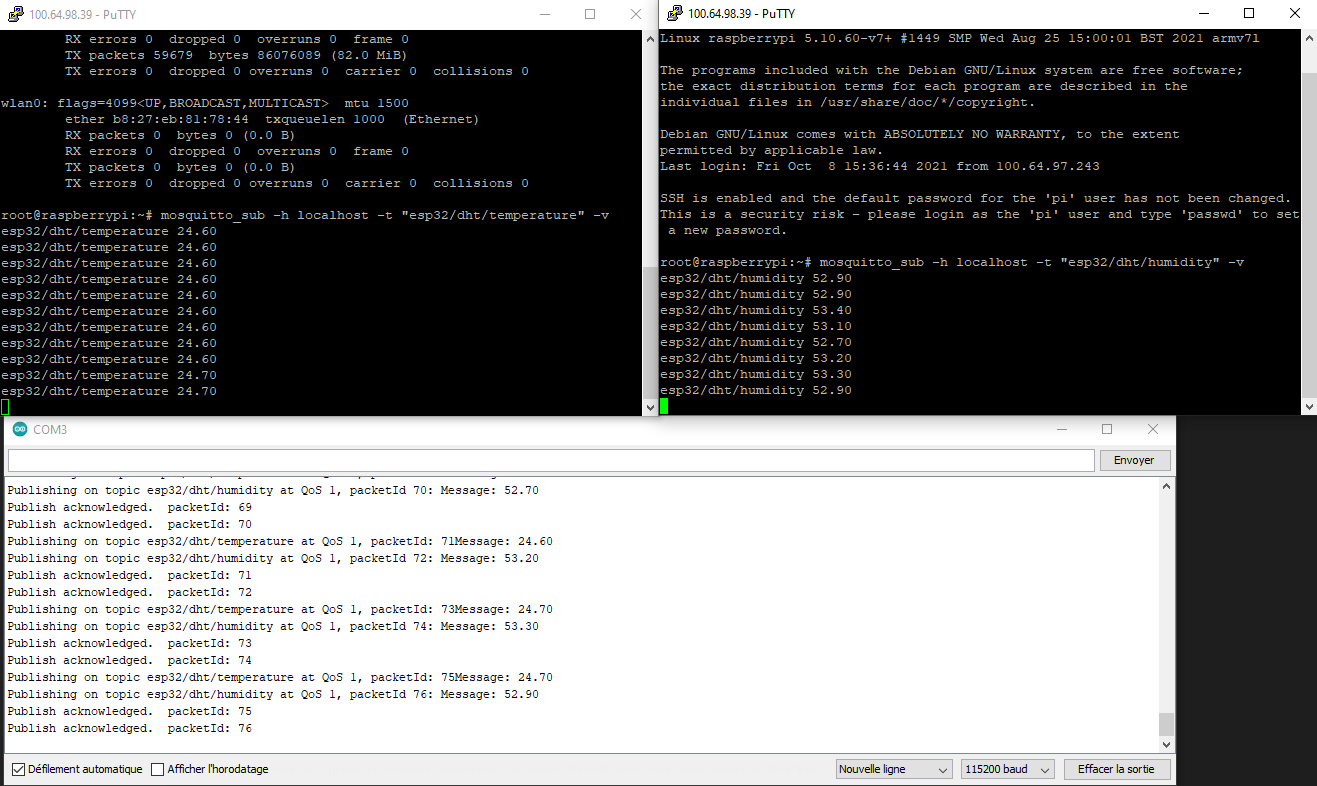 100.64.98.39 - PuTTY
RX errors 0  dropped 0  overruns 0  frame 0
TX packets 59679  bytes 86076089 (82.0 MiB)
TX errors 0  dropped 0 overruns 0  carrier 0  collisions 0
wlan0: flags=4099<UP,BROADCAST,MULTICAST>  mtu 1500
ether b8:27:eb:81:78:44  txqueuelen 1000  (Ethernet)
RX packets 0  bytes 0 (0.0 B)
RX errors 0  dropped 0  overruns 0  frame 0
TX packets 0  bytes 0 (0.0 B)
TX errors 0  dropped 0 overruns 0  carrier 0  collisions 0
root@raspberrypi:~# mosquitto_sub -h localhost -t "esp32/dht/temperature" -v
esp32/dht/temperature 24.60
esp32/dht/temperature 24.60
esp32/dht/temperature 24.60
esp32/dht/temperature 24.60
esp32/dht/temperature 24.60
esp32/dht/temperature 24.60
esp32/dht/temperature 24.60
esp32/dht/temperature 24.60
esp32/dht/temperature 24.60
esp32/dht/temperature 24.70
esp32/dht/temperature 24.70
100.64.98.39 - PuTTY
Linux raspberrypi 5.10.60-v7+ #1449 SMP Wed Aug 25 15:00:01 BST 2021 armv7l
The programs included with the Debian GNU/Linux system are free software;
the exact distribution terms for each program are described in the
individual files in /usr/share/doc/*/copyright.
Debian GNU/Linux comes with ABSOLUTELY NO WARRANTY, to the extent
permitted by applicable law.
Last login: Fri Oct  8 15:36:44 2021 from 100.64.97.243
SSH is enabled and the default password for the 'pi' user has not been changed.
This is a security risk - please login as the 'pi' user and type 'passwd' to set
a new password.
root@raspberrypi:~# mosquitto_sub -h localhost -t "esp32/dht/humidity" -v
esp32/dht/humidity 52.90
esp32/dht/humidity 52.90
esp32/dht/humidity 53.40
esp32/dht/humidity 53.10
esp32/dht/humidity 52.70
esp32/dht/humidity 53.20
esp32/dht/humidity 53.30
esp32/dht/humidity 52.90
COM3
Envoyer
Publishing on topic esp32/dht/humidity at QoS 1, packetId 70: Message: 52.70
Publish acknowledged.  packetId: 69
Publish acknowledged.  packetId: 70
Publishing on topic esp32/dht/temperature at QoS 1, packetId: 71Message: 24.60
Publishing on topic esp32/dht/humidity at QoS 1, packetId 72: Message: 53.20
Publish acknowledged.  packetId: 71
Publish acknowledged.  packetId: 72
Publishing on topic esp32/dht/temperature at QoS 1, packetId: 73Message: 24.70
Publishing on topic esp32/dht/humidity at QoS 1, packetId 74: Message: 53.30
Publish acknowledged.  packetId: 73
Publish acknowledged.  packetId: 74
Publishing on topic esp32/dht/temperature at QoS 1, packetId: 75Message: 24.70
Publishing on topic esp32/dht/humidity at QoS 1, packetId 76: Message: 52.90
Publish acknowledged.  packetId: 75
Publish acknowledged.  packetId: 76
Défilement automatique
Afficher l'horodatage
Nouvelle ligne
115200 baud
Effacer la sortie